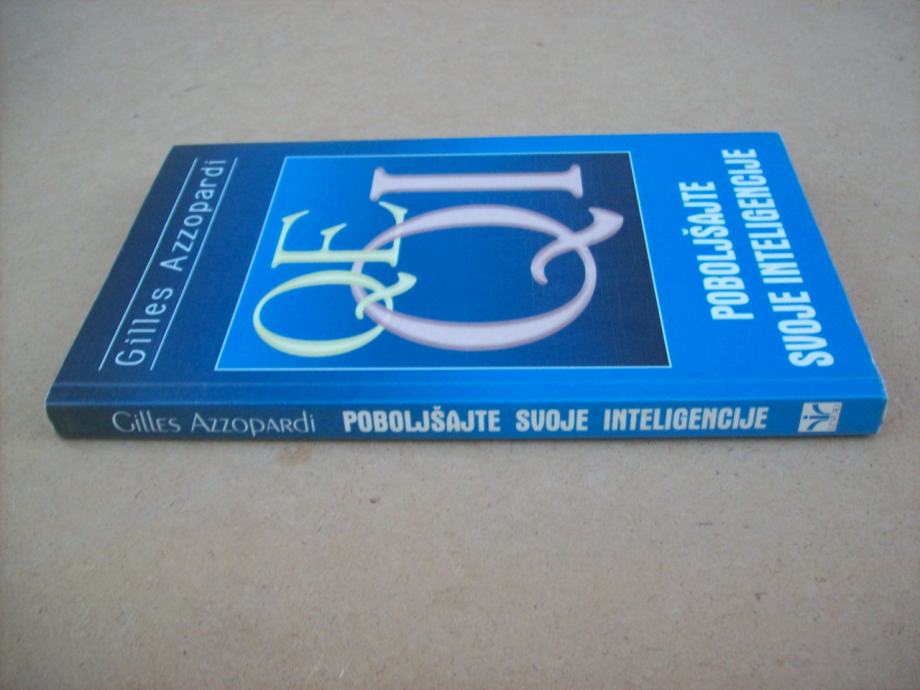 Gilles Azzopardi
QE
QI
POBOLJŠAJTE
SVOJE INTELIGENCIJE
Gilles Azzopardi POBOLJŠAJTE SVOJE INTELIGENCIJE